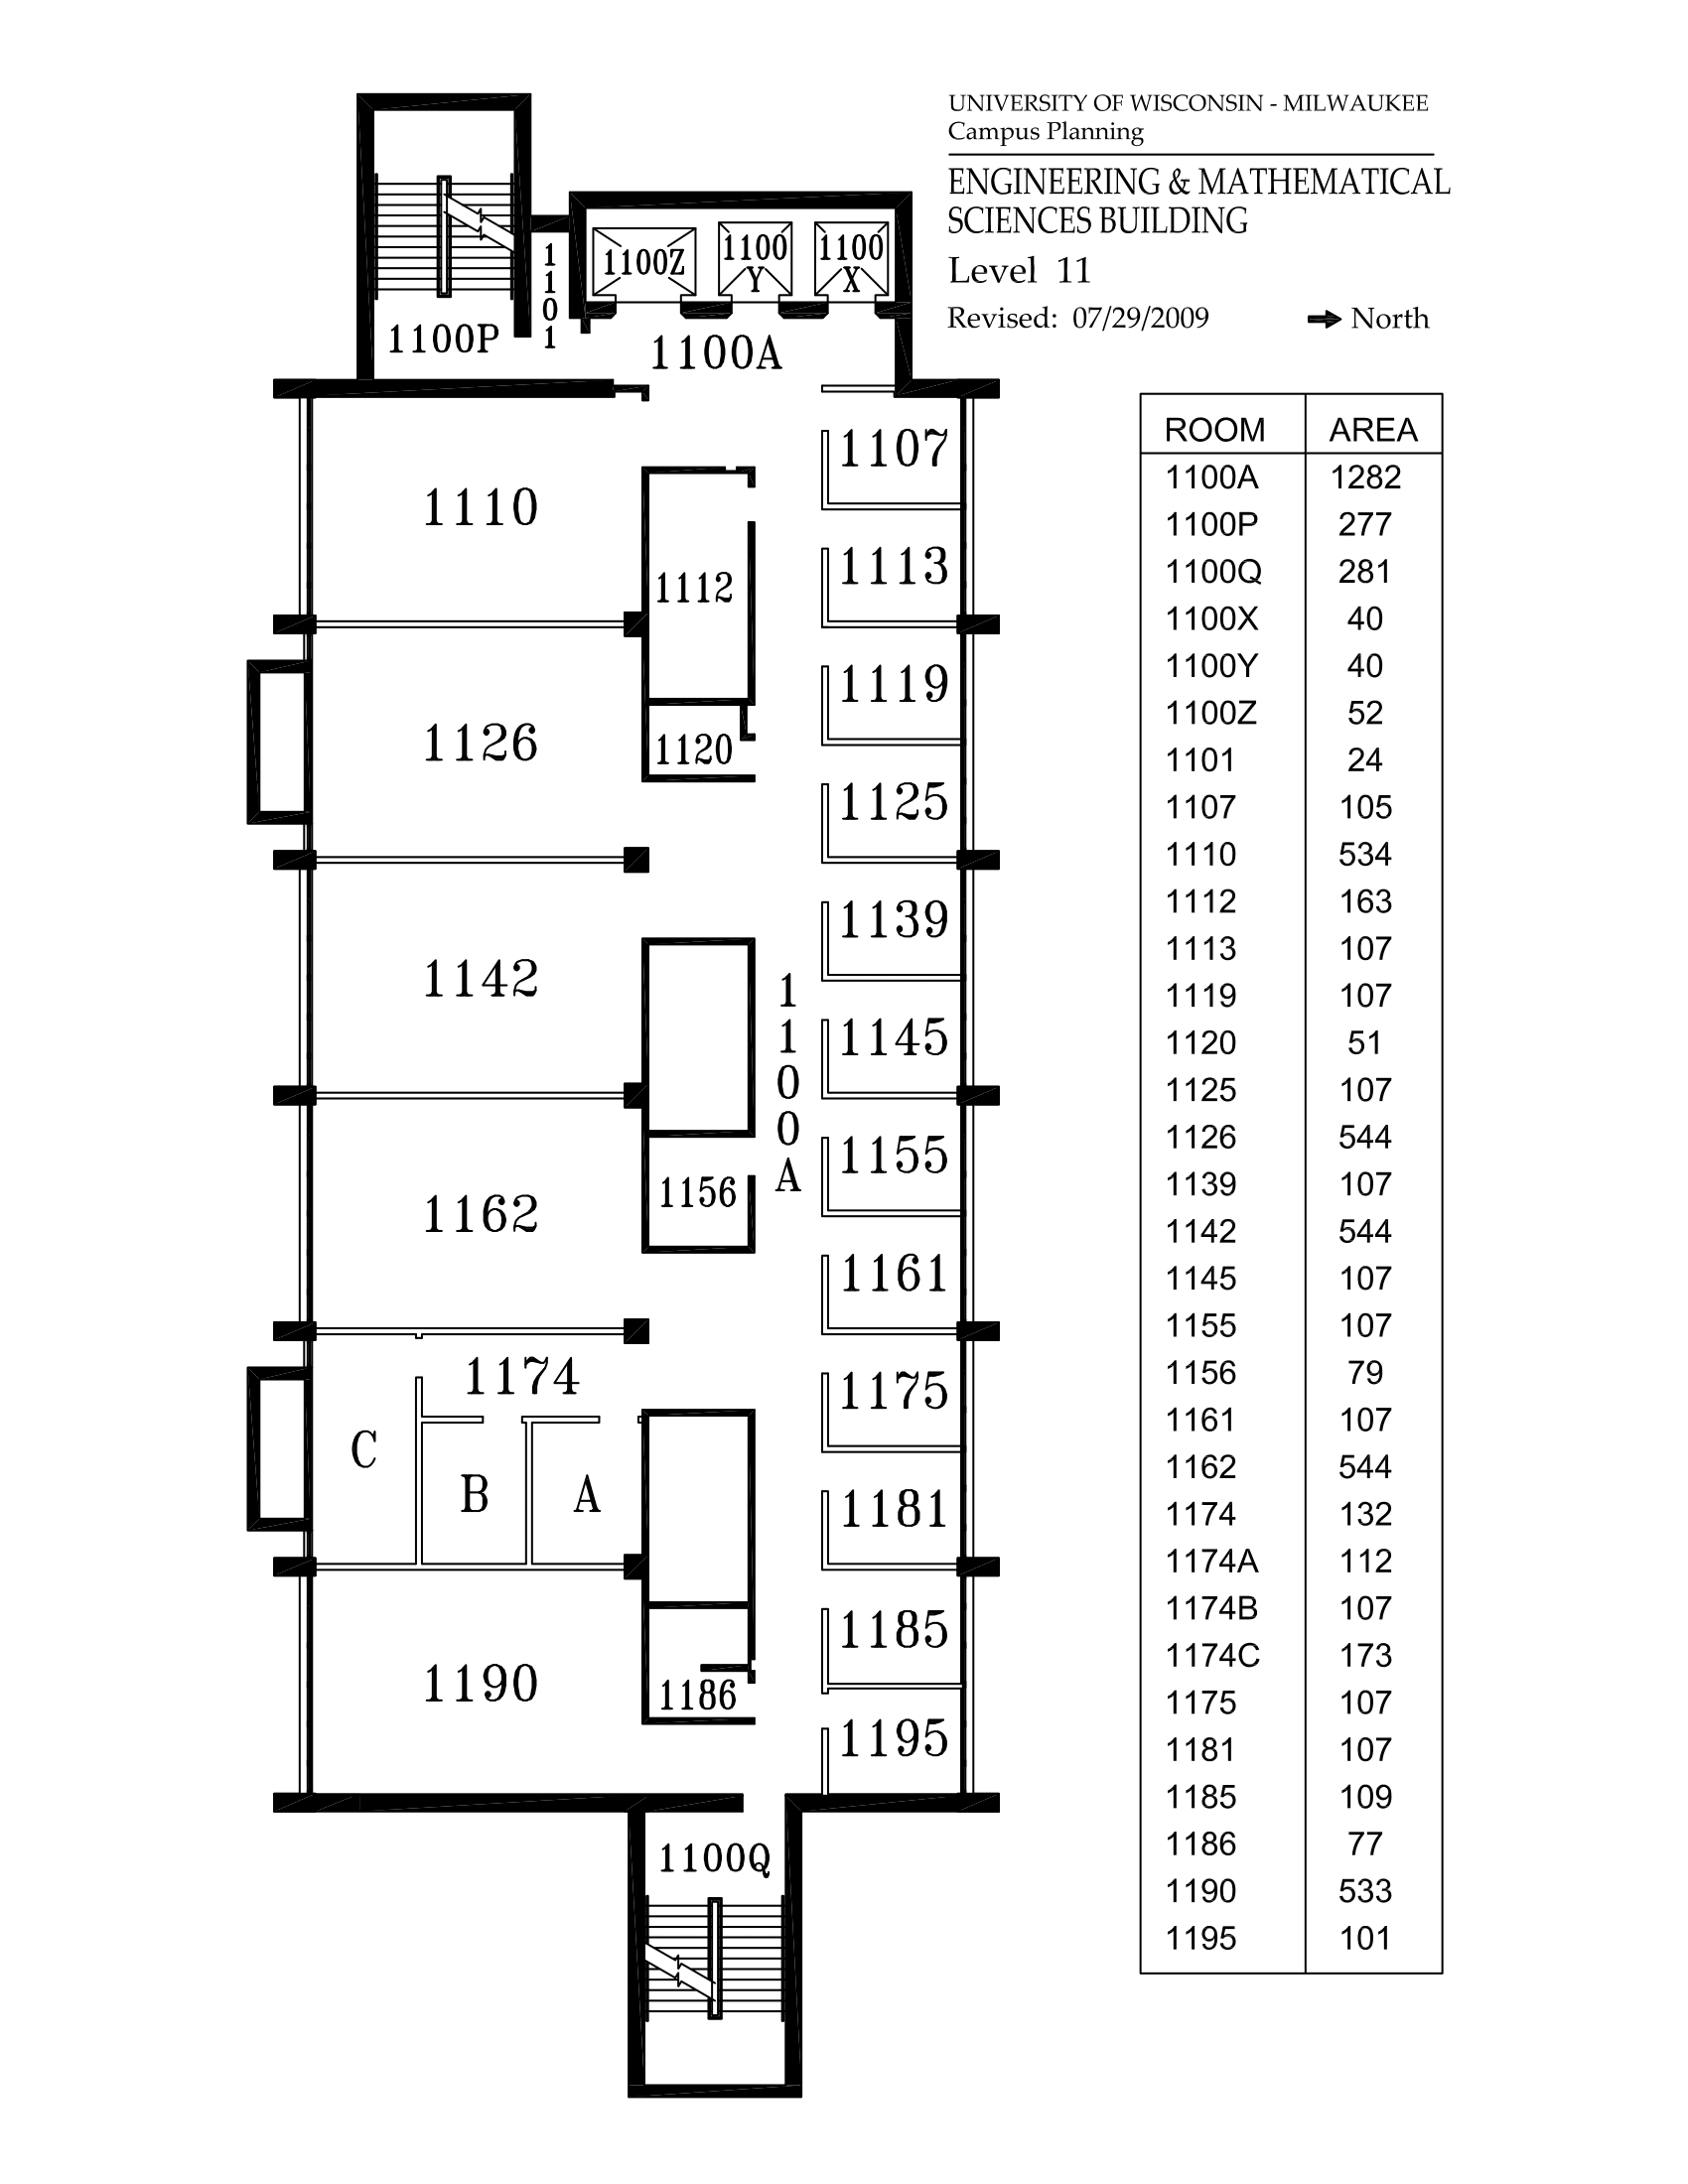 UNIVERSITY OF WISCONSIN - MILWAUKEE
Campus Planning
ENGINEERING & MATHEMATICAL
SCIENCES BUILDING
Level 11
Revised: 07/29/2009
North
1100Z
1100
Y
1100
X
1101
1100P
1100A
1107
1110
1113
1112
1119
1126
1120
1125
1139
1142
1100A
1145
1155
1156
1162
1161
1174
1175
C
B
A
1181
1185
1190
1186
1195
1100Q
ROOM AREA
1100A 1282
1100P 277
1100Q 281
1100X 40
1100Y 40
1100Z 52
1101 24
1107 105
1110 534
1112 163
1113 107
1119 107
1120 51
1125 107
1126 544
1139 107
1142 544
1145 107
1155 107
1156 79
1161 107
1162 544
1174 132
1174A 112
1174B 107
1174C 173
1175 107
1181 107
1185 109
1186 77
1190 533
1195 101